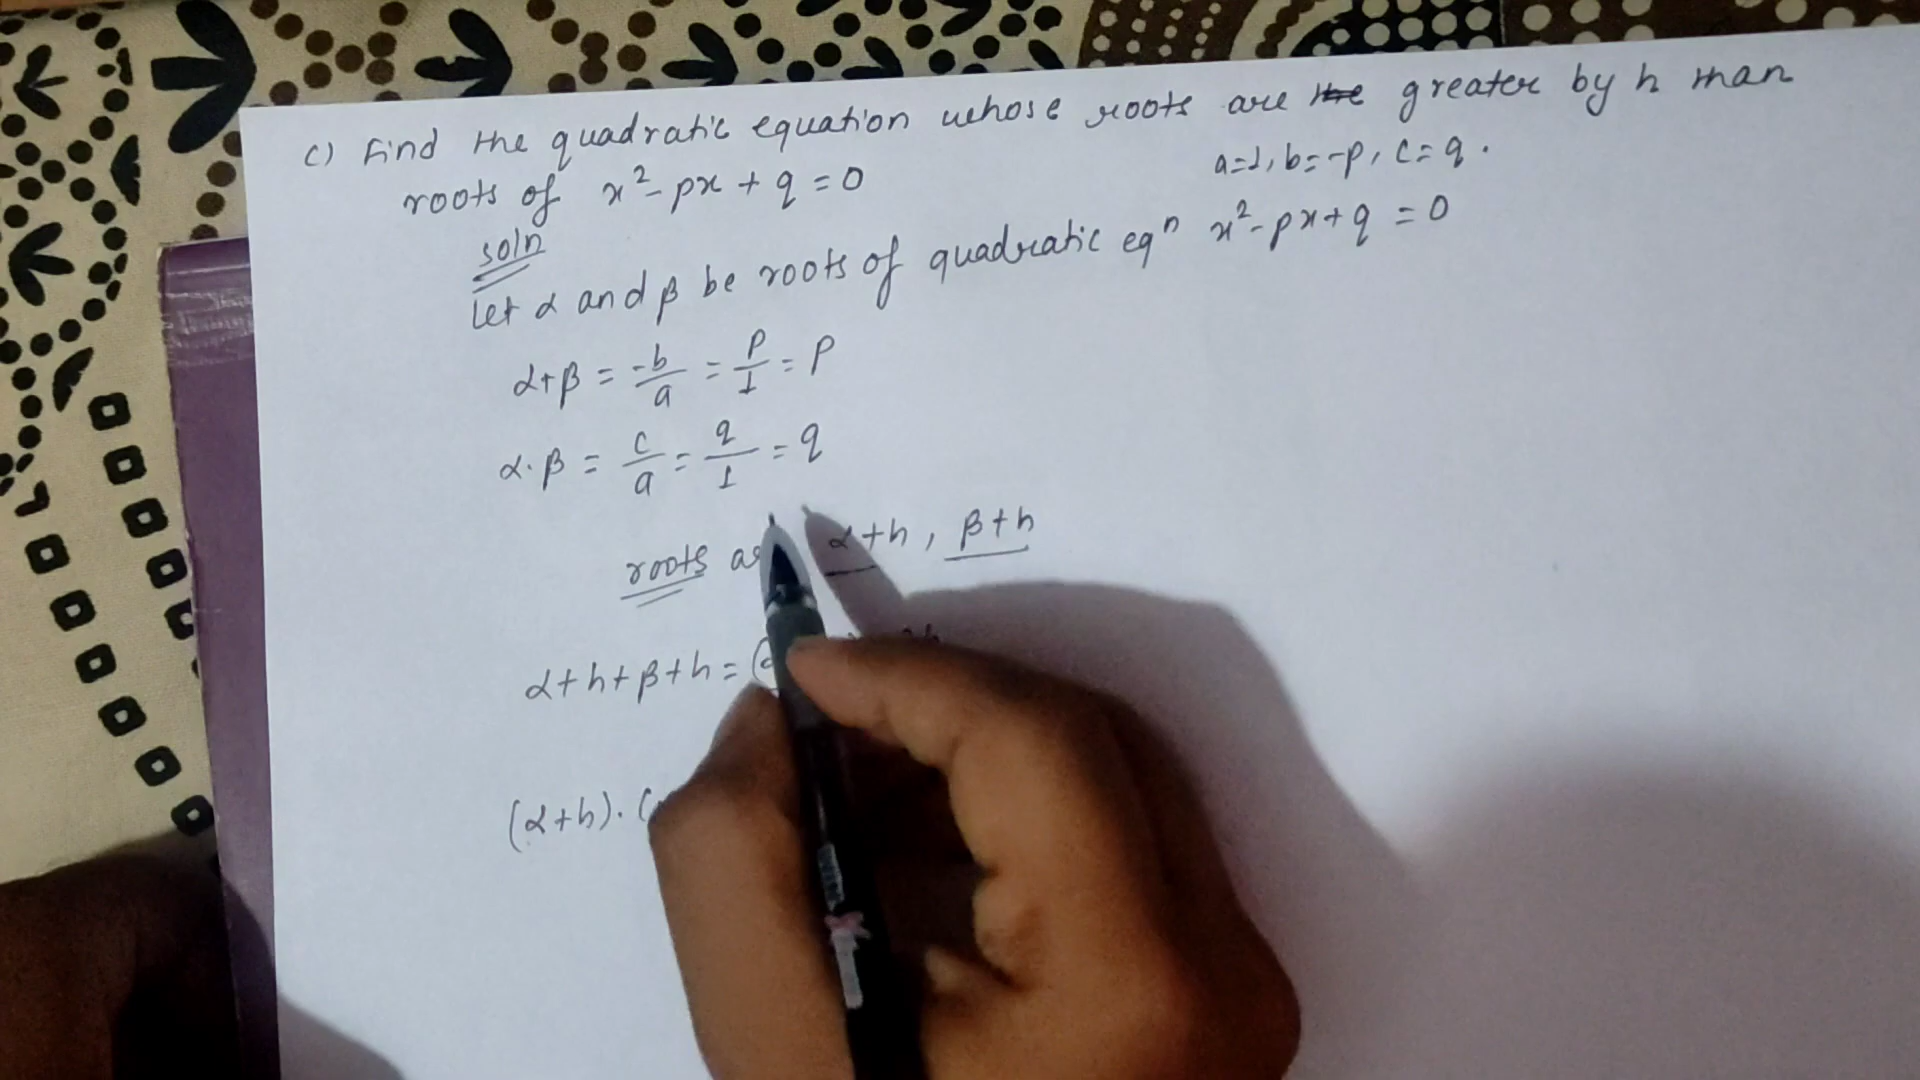 c) Find the quadratic equation whose roots are the greater by h than
roots of x² - px + q = 0
a=1, b=-p, c=q.
soln
Let α and β be roots of quadratic eqⁿ x² - px + q = 0
α+β = -b/a = p/1 = p
α.β = c/a = q/1 = q
roots α+h, β+h
α+h+β+h =
(α+h).(